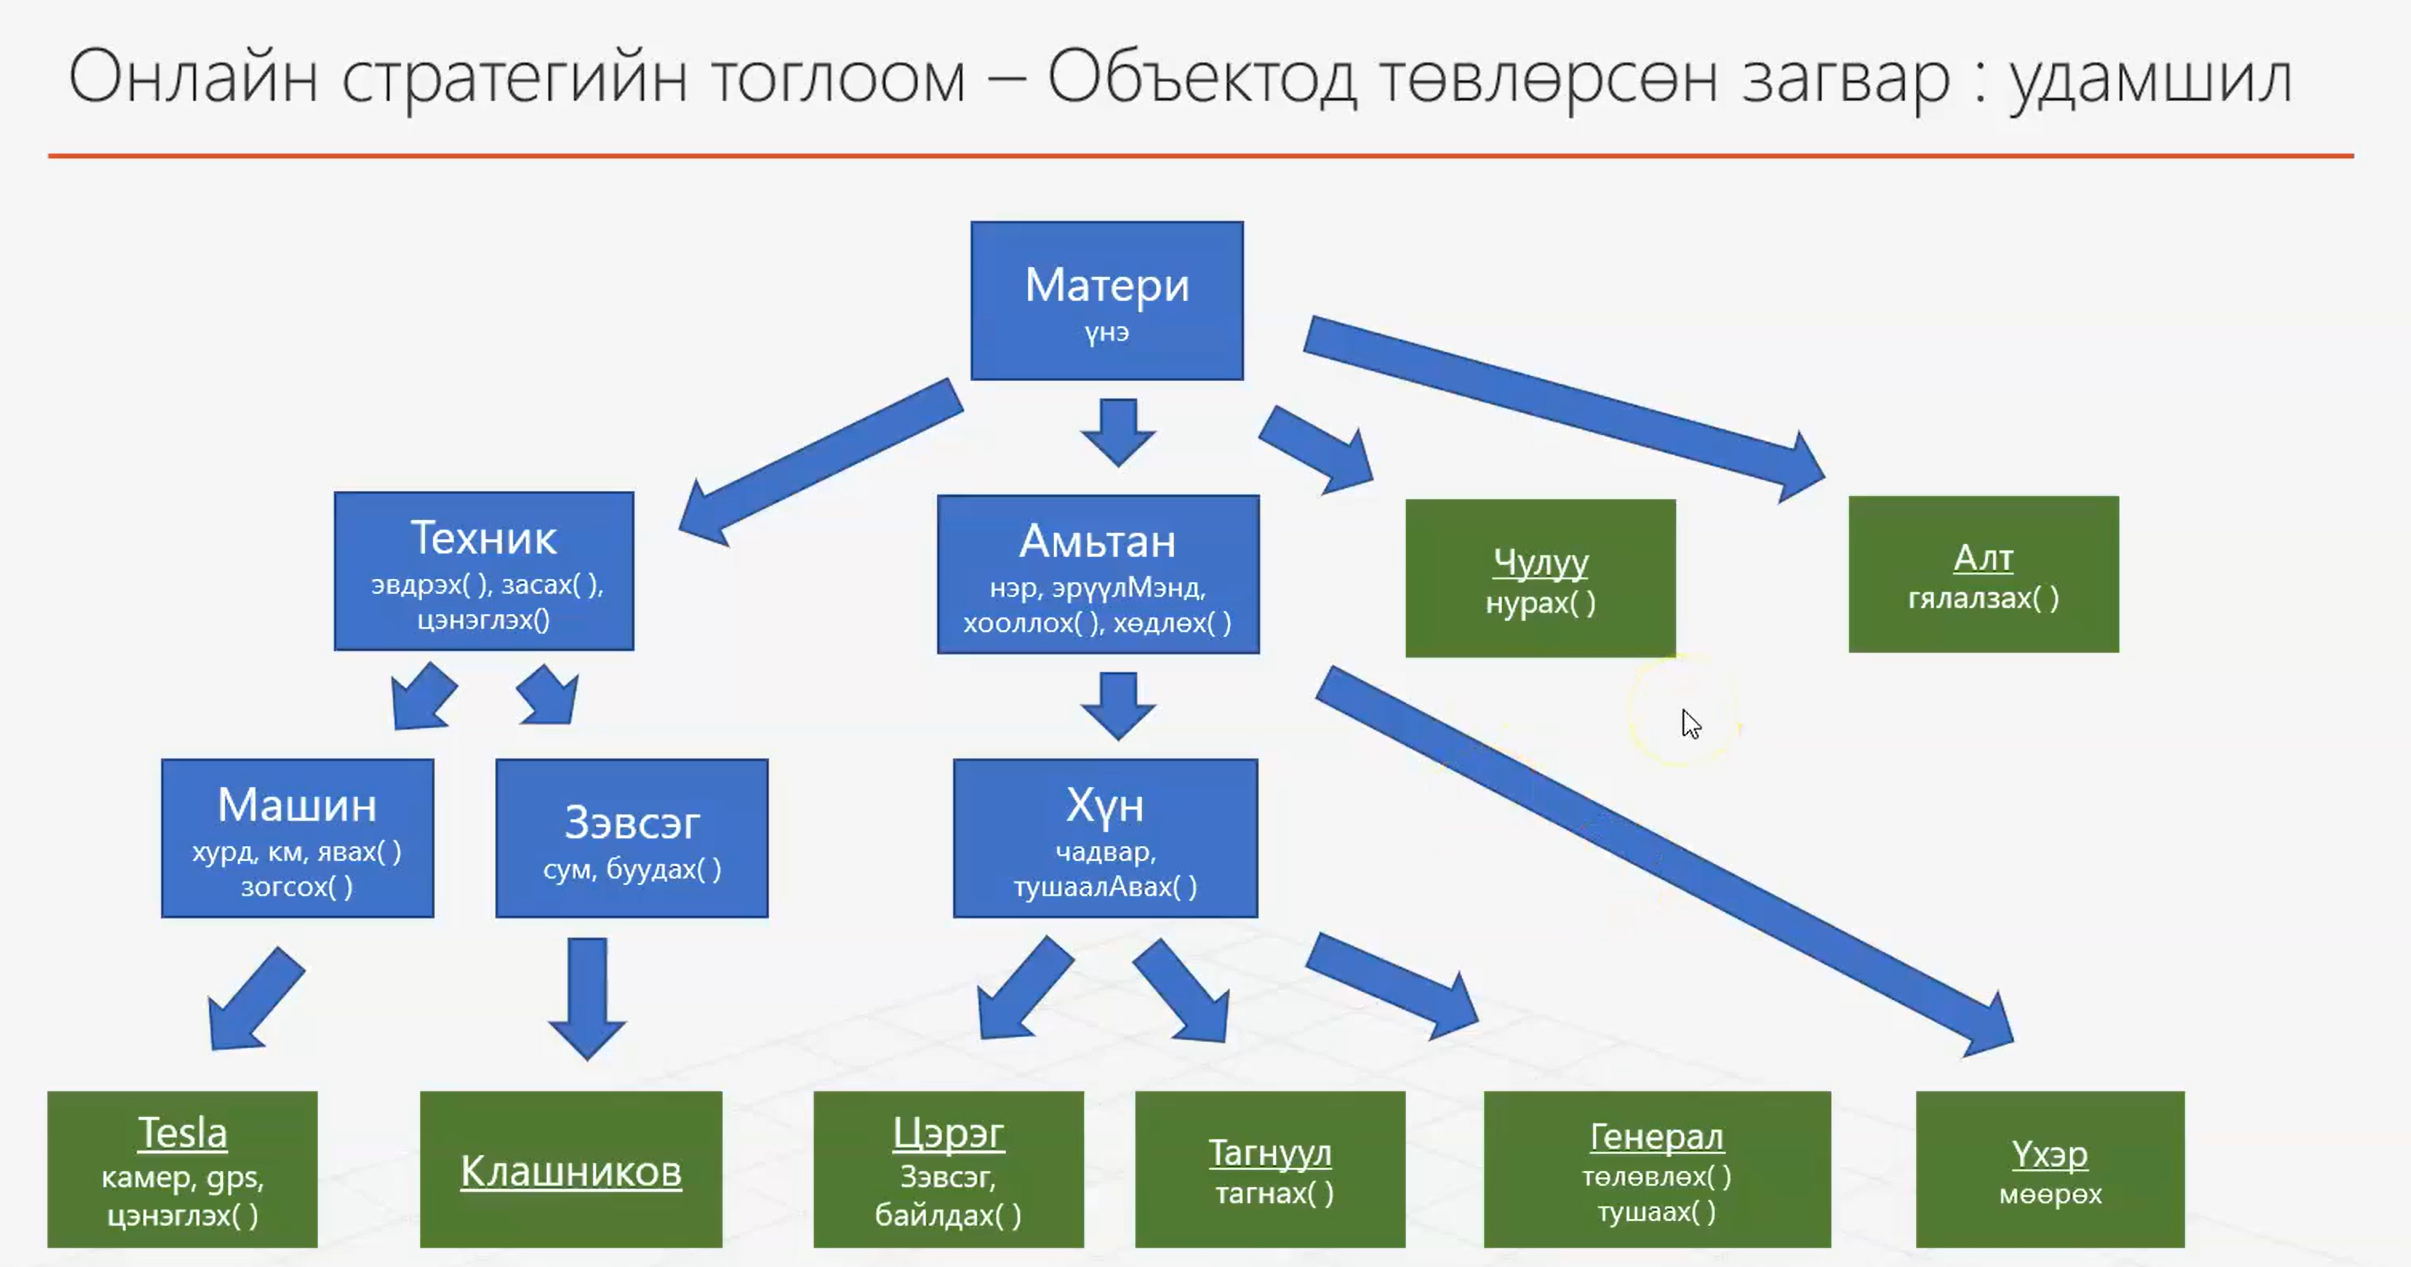 Онлайн стратегийн тоглоом – Объектод төвлөрсөн загвар : удамшил
Матери
үнэ
Техник
эвдрэх( ), засах( ),
цэнэглэх()
Амьтан
нэр, эрүүлМэнд,
хооллох( ), хөдлөх( )
Чулуу
нурах( )
Алт
гялалзах( )
Машин
хурд, км, явах( )
зогсох( )
Зэвсэг
сум, буудах( )
Хүн
чадвар,
тушаалАвах( )
Tesla
камер, gps,
цэнэглэх( )
Клашников
Цэрэг
Зэвсэг,
байлдах( )
Тагнуул
тагнах( )
Генерал
төлөвлөх( )
тушаах( )
Үхэр
мөөрөх